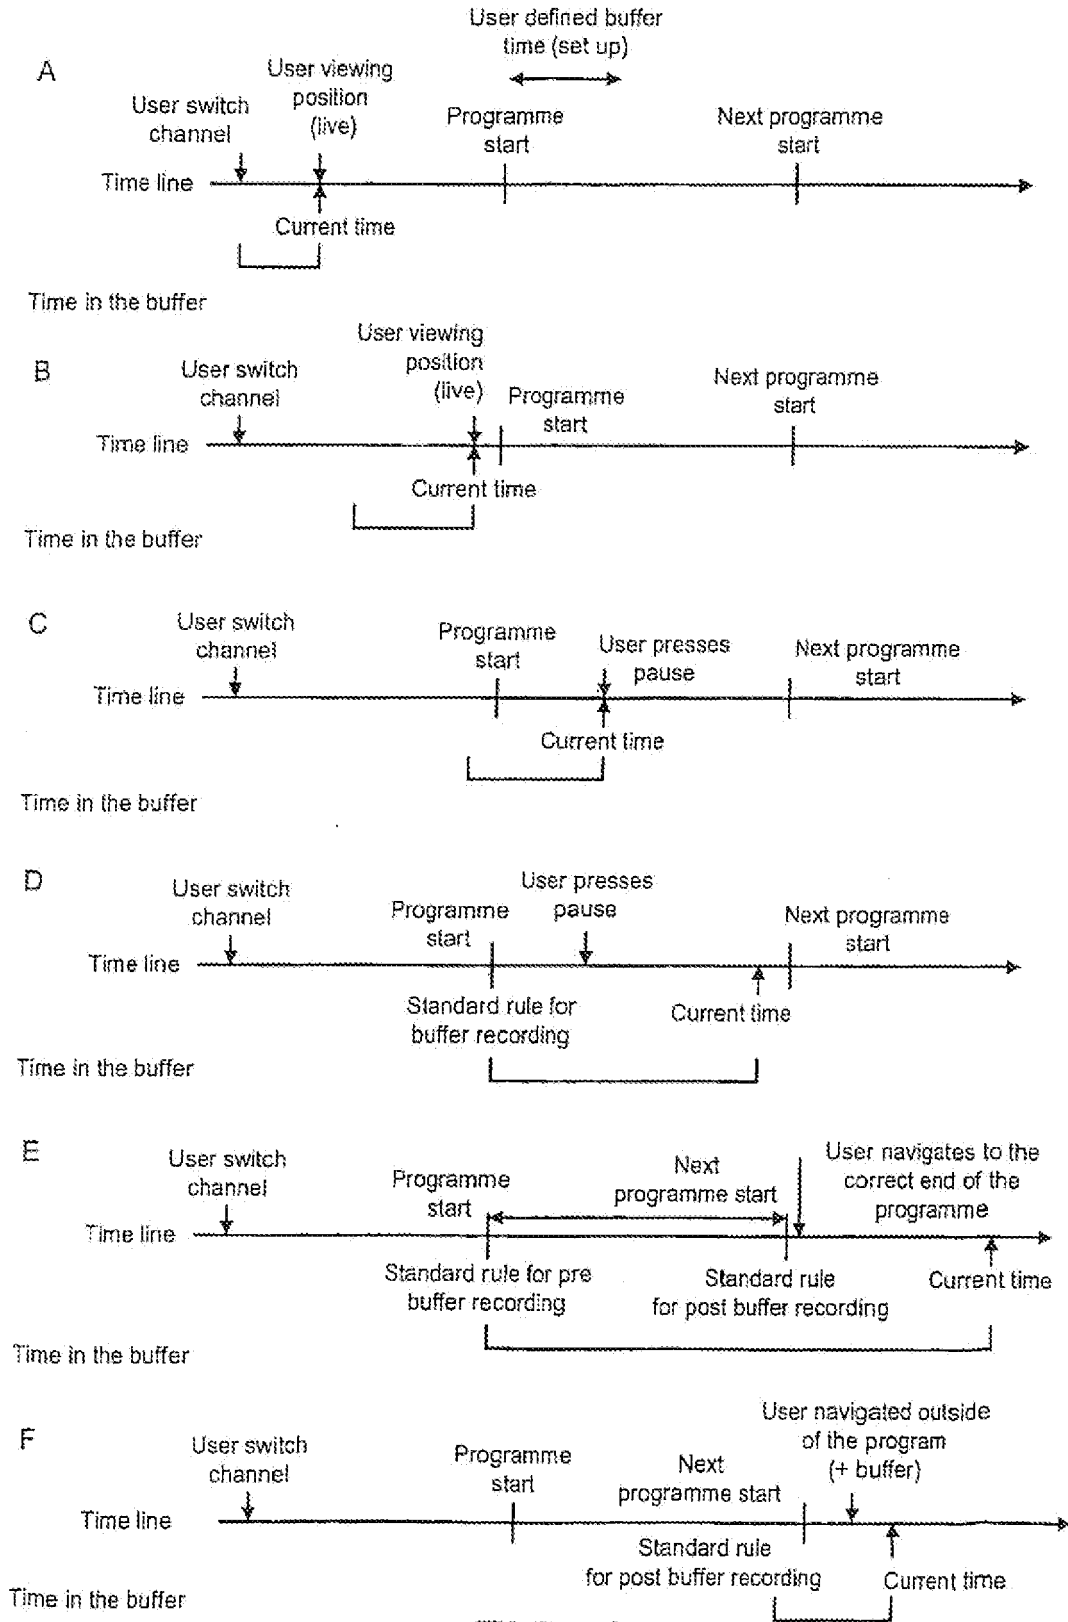 User defined buffer
time (set up)
A
User viewing
position
(live)
User switch
channel
Programme
start
Next programme
start
Time line
Current time
Time in the buffer
User viewing
position
(live)
B
User switch
channel
Programme
start
Next programme
start
Time line
Current time
Time in the buffer
C
User switch
channel
Programme
start
User presses
pause
Next programme
start
Time line
Current time
Time in the buffer
D
User switch
channel
Programme
start
User presses
pause
Next programme
start
Time line
Standard rule for
buffer recording
Current time
Time in the buffer
E
User switch
channel
Programme
start
Next
programme start
User navigates to the
correct end of the
programme
Time line
Standard rule for pre
buffer recording
Standard rule
for post buffer recording
Current time
Time in the buffer
F
User switch
channel
Programme
start
Next
programme start
User navigated outside
of the program
(+ buffer)
Time line
Standard rule
for post buffer recording
Current time
Time in the buffer